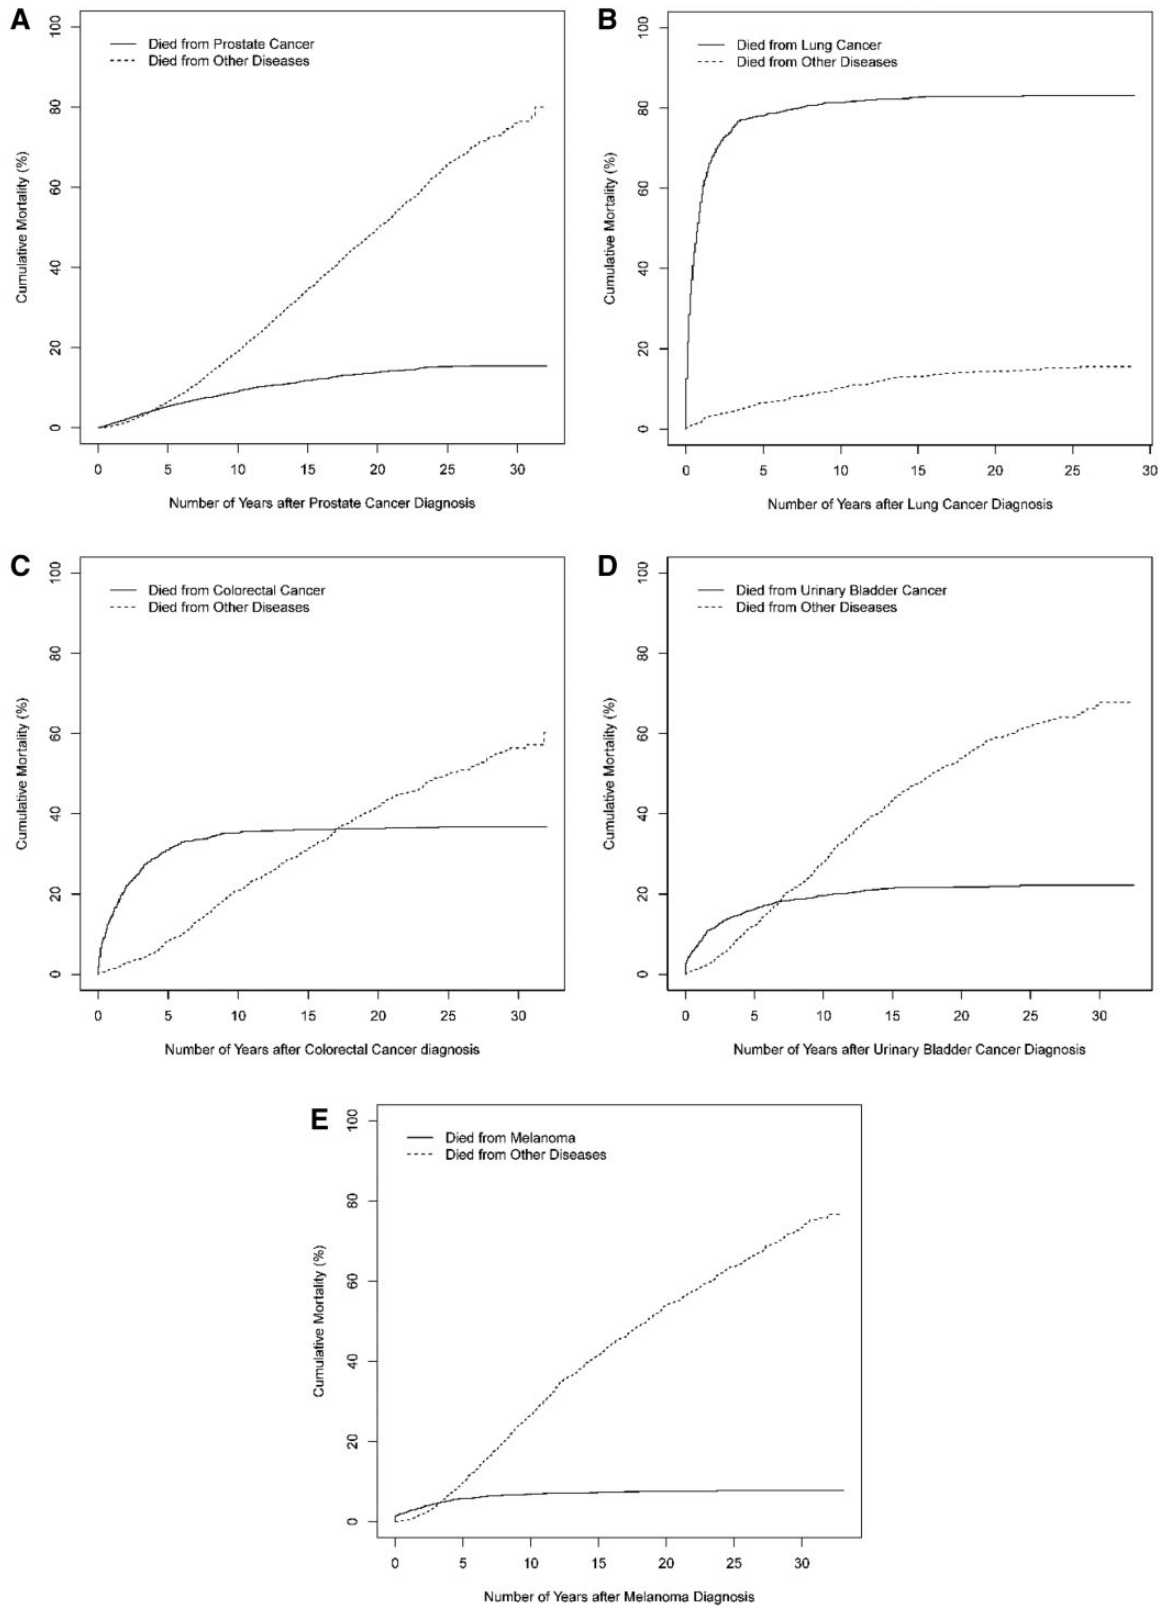 A
Died from Prostate Cancer
Died from Other Diseases
Cumulative Mortality (%)
0 20 40 60 80 100
0 5 10 15 20 25 30
Number of Years after Prostate Cancer Diagnosis
B
Died from Lung Cancer
Died from Other Diseases
Cumulative Mortality (%)
0 20 40 60 80 100
0 5 10 15 20 25 30
Number of Years after Lung Cancer Diagnosis
C
Died from Colorectal Cancer
Died from Other Diseases
Cumulative Mortality (%)
0 20 40 60 80 100
0 5 10 15 20 25 30
Number of Years after Colorectal Cancer diagnosis
D
Died from Urinary Bladder Cancer
Died from Other Diseases
Cumulative Mortality (%)
0 20 40 60 80 100
0 5 10 15 20 25 30
Number of Years after Urinary Bladder Cancer Diagnosis
E
Died from Melanoma
Died from Other Diseases
Cumulative Mortality (%)
0 20 40 60 80 100
0 5 10 15 20 25 30
Number of Years after Melanoma Diagnosis